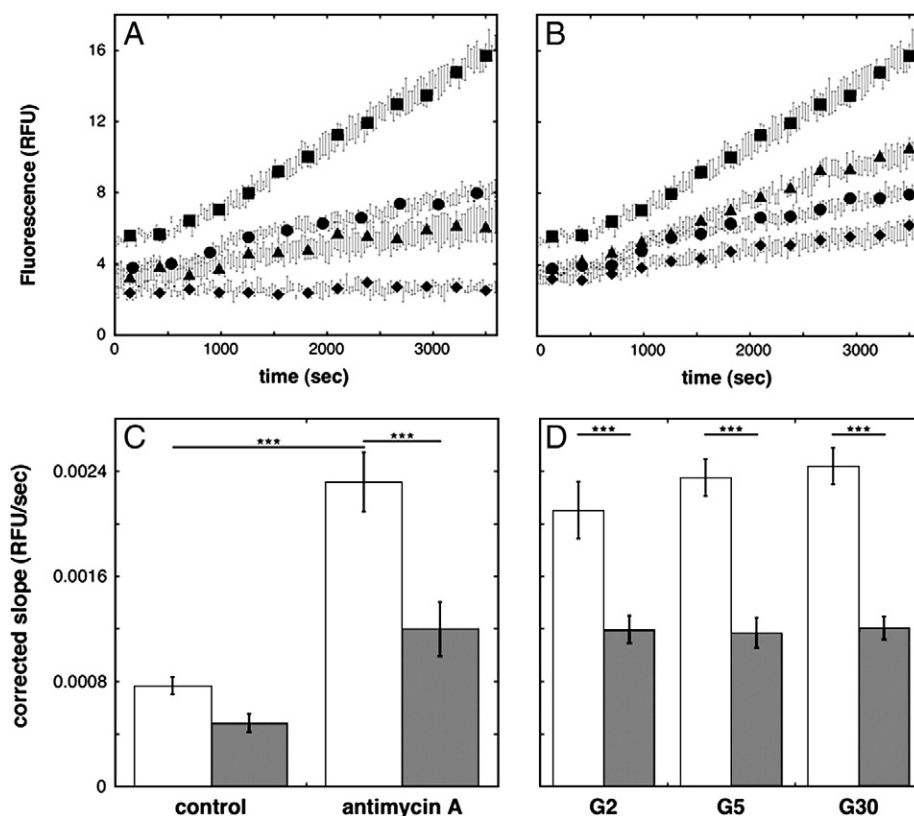 A
B
Fluorescence (RFU)
16
12
8
4
0
0
1000
2000
3000
0
1000
2000
3000
time (sec)
time (sec)
C
D
corrected slope (RFU/sec)
0.0024
0.0016
0.0008
0
***
***
***
***
***
control
antimycin A
G2
G5
G30